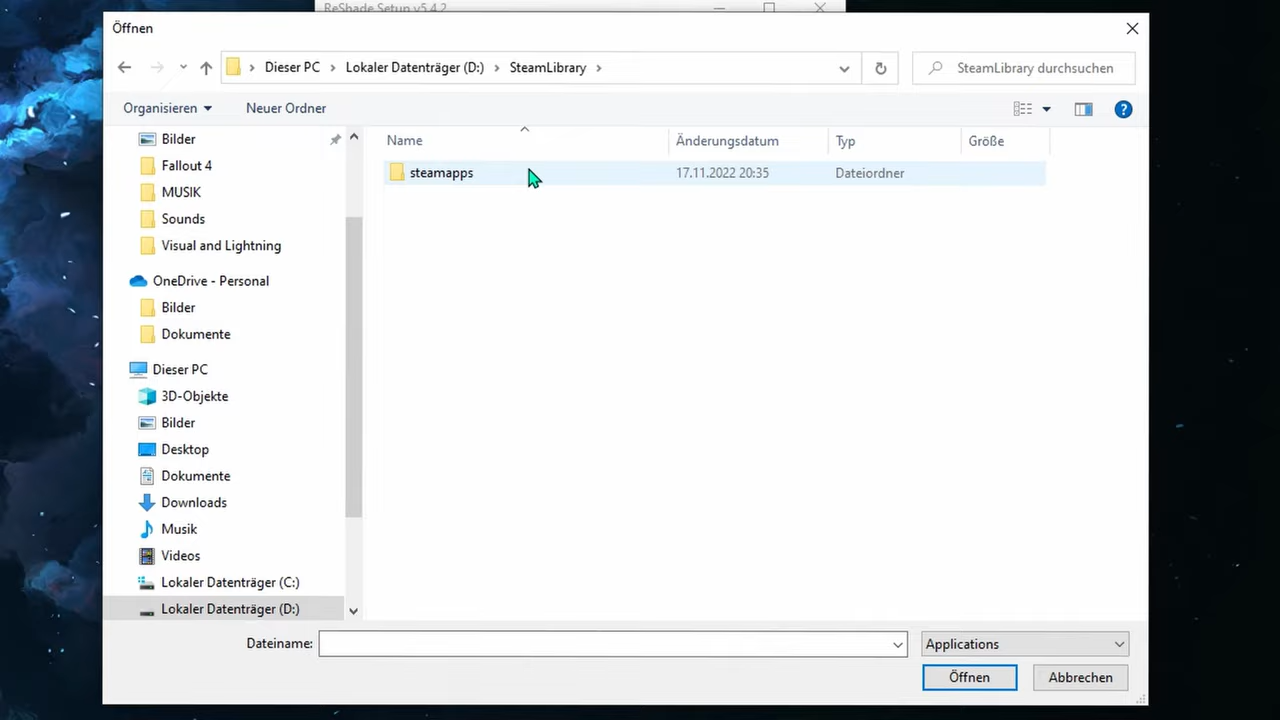 ReShade Setup v5.4.2
Öffnen
Dieser PC > Lokaler Datenträger (D:) > SteamLibrary >
SteamLibrary durchsuchen
Organisieren
Neuer Ordner
Name
Änderungsdatum
Typ
Größe
steamapps
17.11.2022 20:35
Dateiordner
Bilder
Fallout 4
MUSIK
Sounds
Visual and Lightning
OneDrive - Personal
Bilder
Dokumente
Dieser PC
3D-Objekte
Bilder
Desktop
Dokumente
Downloads
Musik
Videos
Lokaler Datenträger (C:)
Lokaler Datenträger (D:)
Dateiname:
Applications
Öffnen
Abbrechen